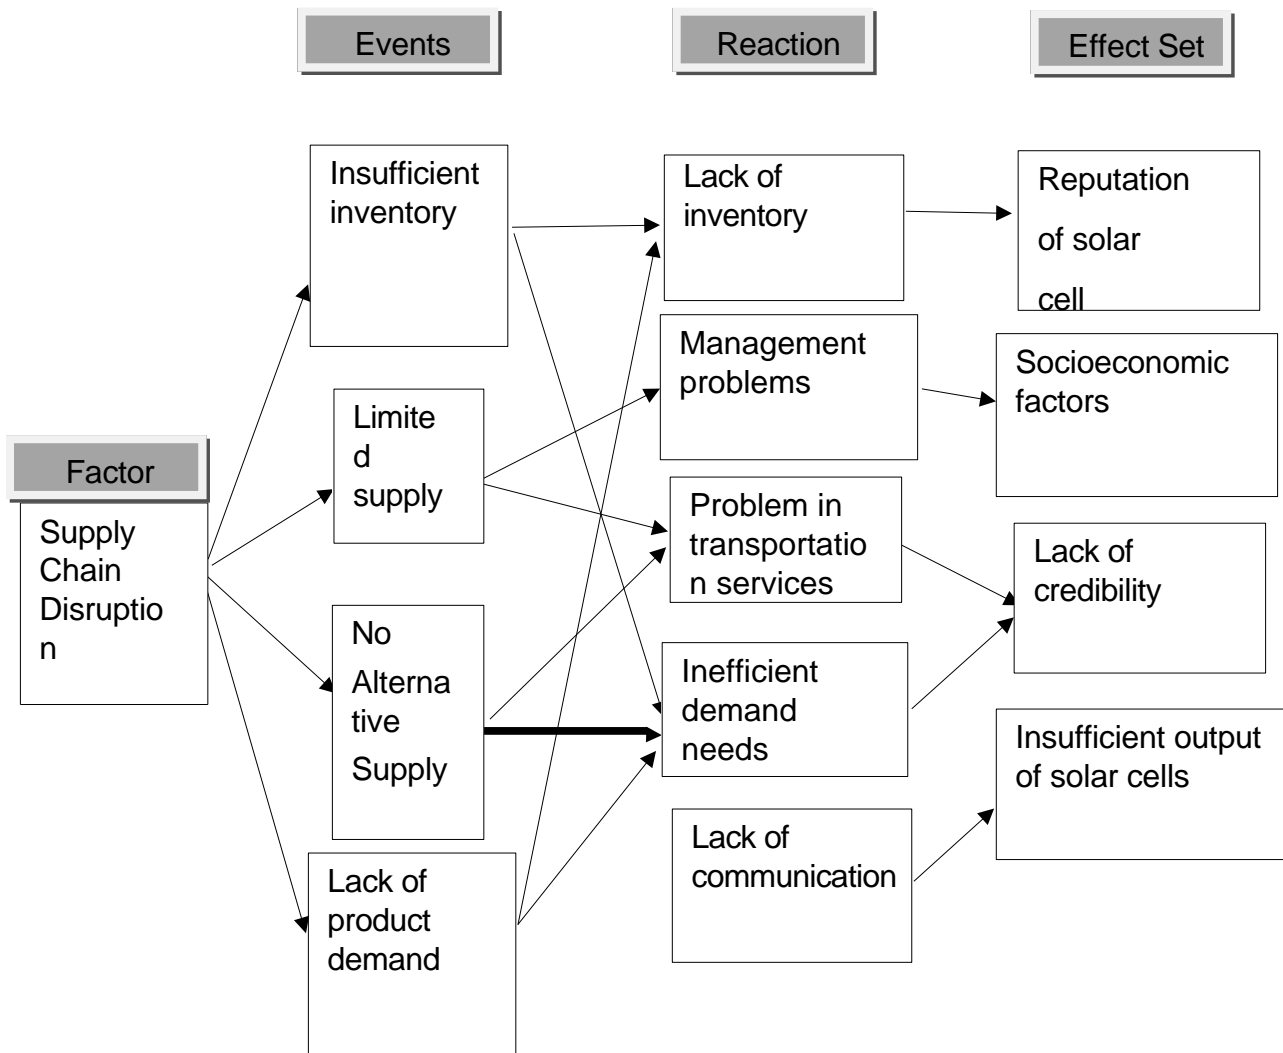 Events
Reaction
Effect Set
Factor
Supply
Chain
Disruptio
n
Insufficient
inventory
Limite
d
supply
No
Alterna
tive
Supply
Lack of
product
demand
Lack of
inventory
Management
problems
Problem in
transportatio
n services
Inefficient
demand
needs
Lack of
communication
Reputation
of solar
cell
Socioeconomic
factors
Lack of
credibility
Insufficient output
of solar cells